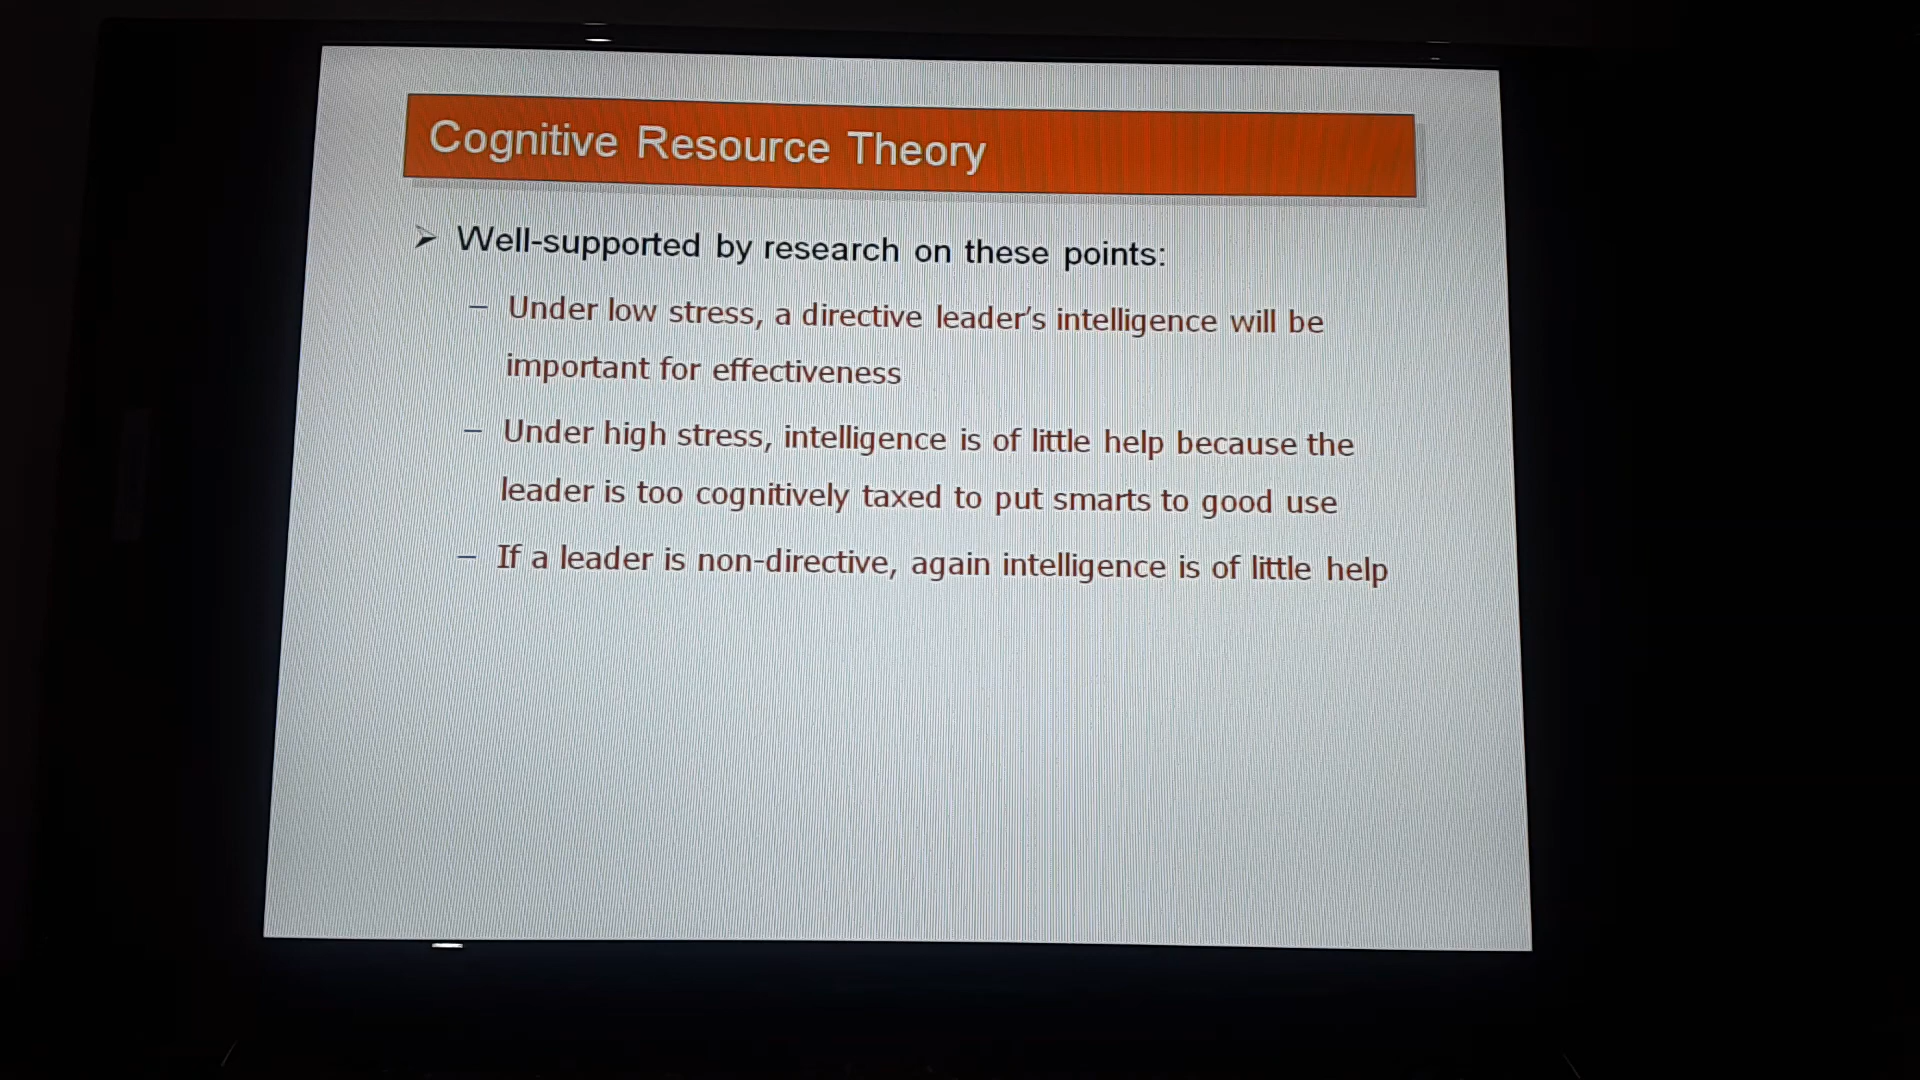 Cognitive Resource Theory
➢ Well-supported by research on these points:
– Under low stress, a directive leader's intelligence will be
important for effectiveness
– Under high stress, intelligence is of little help because the
leader is too cognitively taxed to put smarts to good use
– If a leader is non-directive, again intelligence is of little help